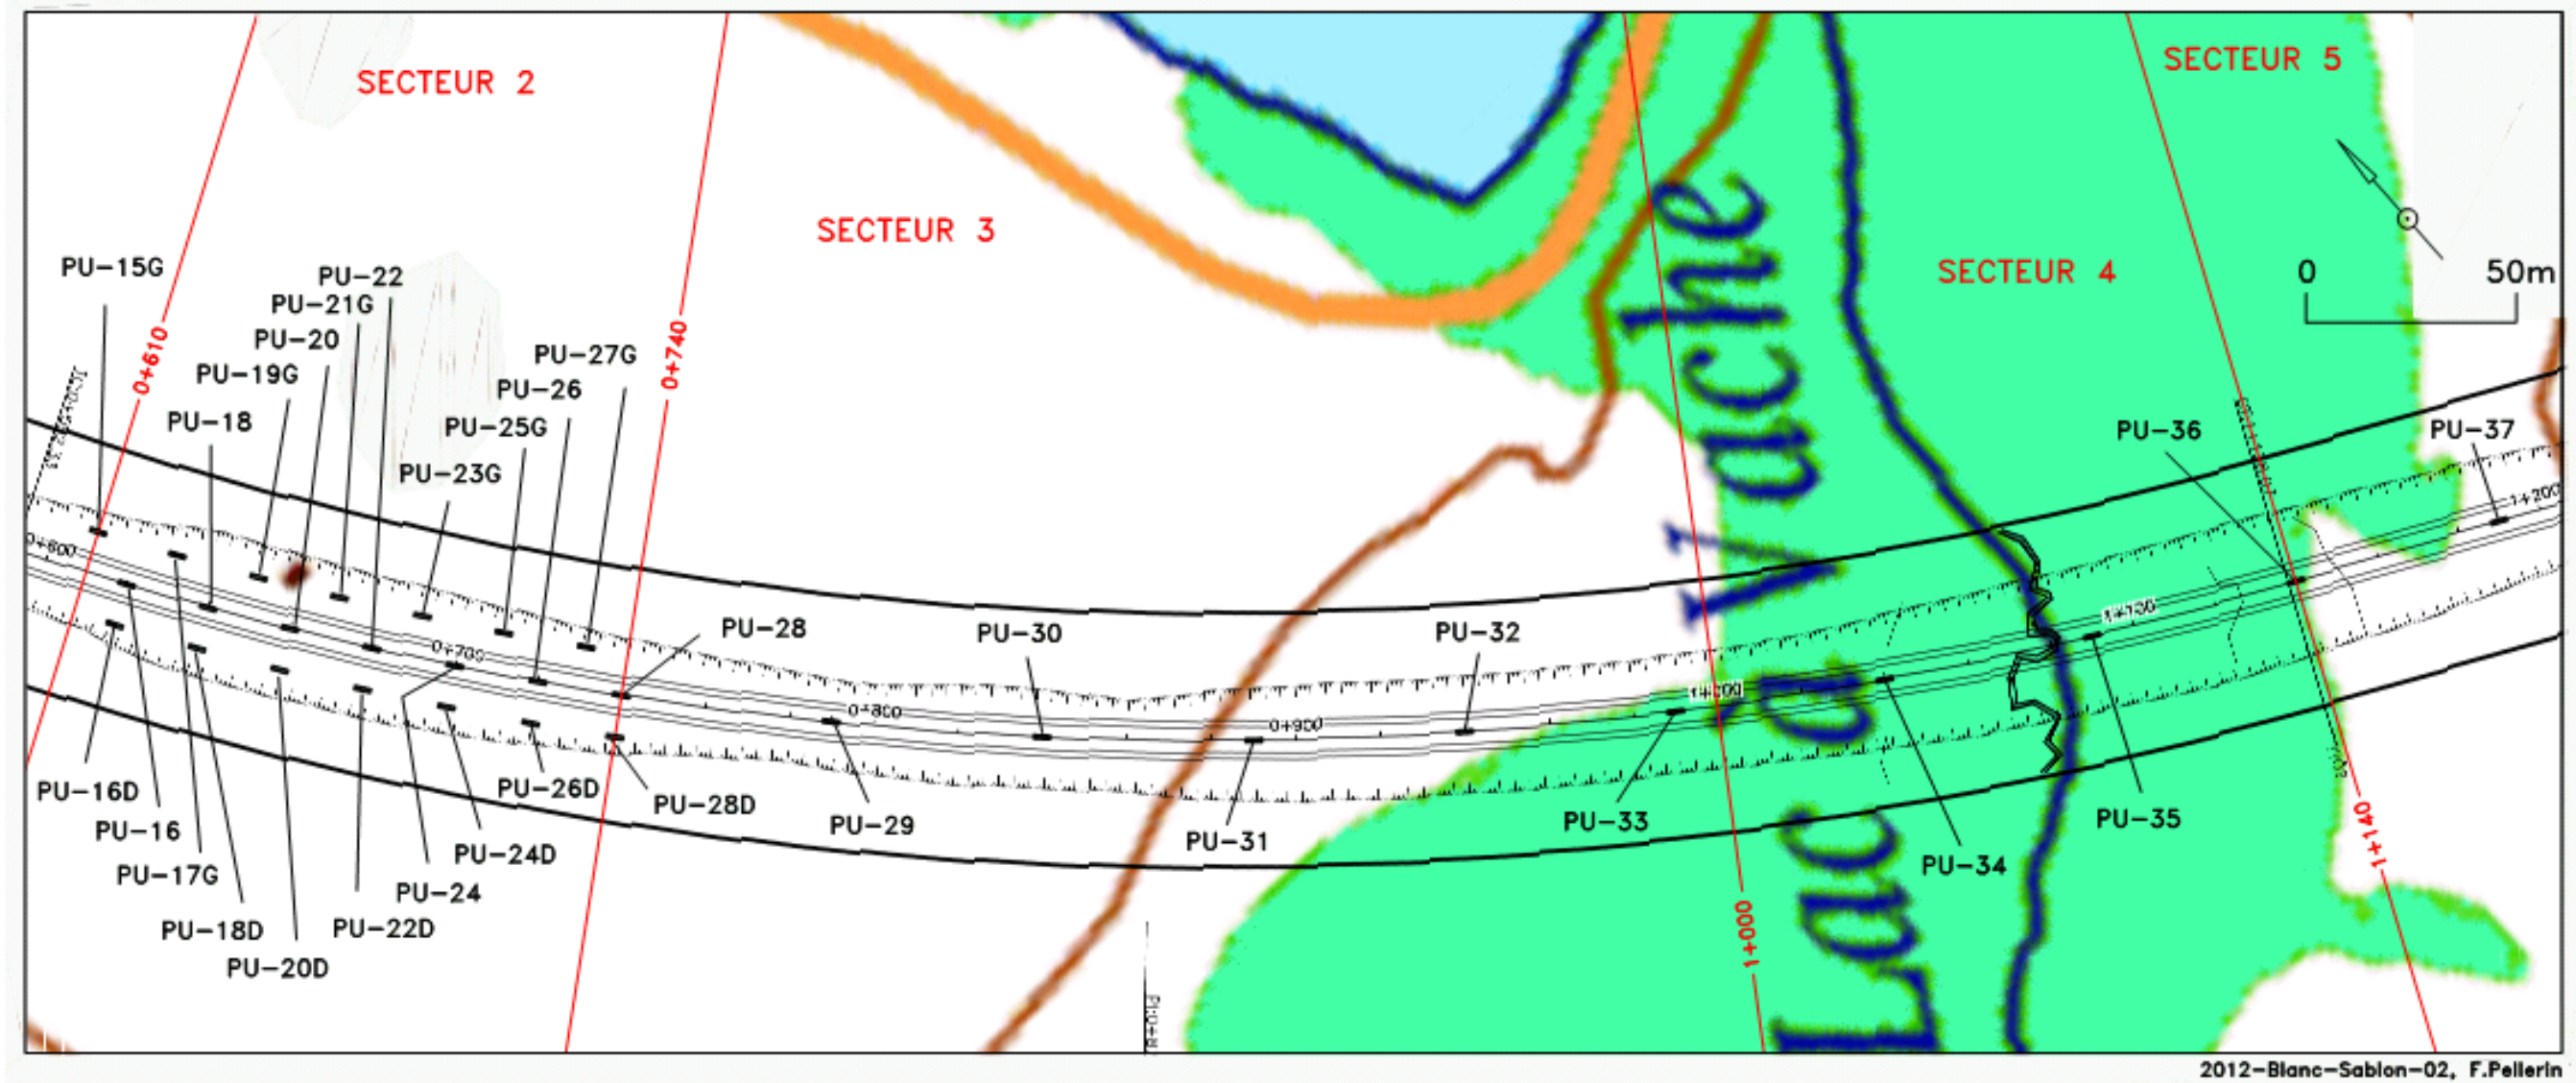 SECTEUR 2
SECTEUR 5
SECTEUR 3
SECTEUR 4
0 50m
PU-15G
PU-22
PU-21G
PU-20
PU-19G
PU-18
PU-27G
PU-26
PU-25G
PU-23G
0+610
0+740
PU-36
PU-37
1+200
0+600
0+700
PU-28
PU-30
PU-32
1+100
0+800
0+900
1+000
PU-16D
PU-16
PU-17G
PU-18D
PU-20D
PU-22D
PU-24
PU-24D
PU-26D
PU-28D
PU-29
PU-31
PU-33
PU-34
PU-35
1+000
1+140
Lac à la Vache
2012-Blanc-Sablon-02, F.Pellerin